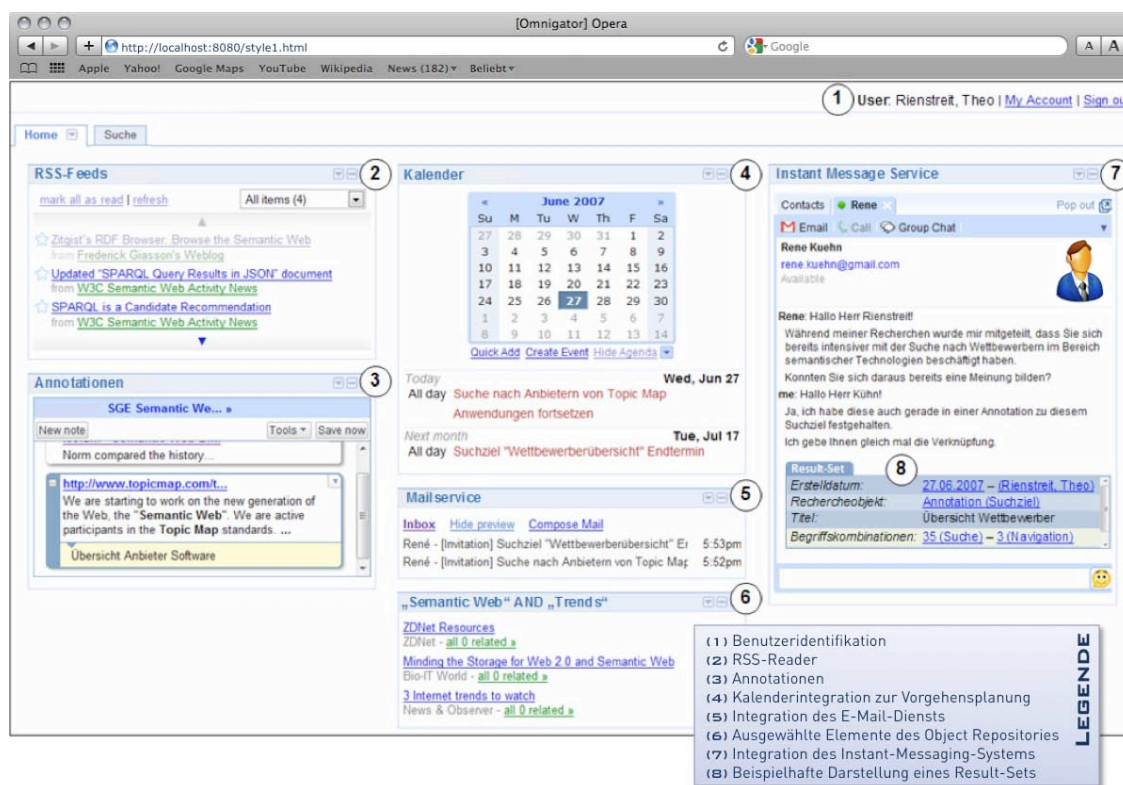 [Omnigator] Opera
http://localhost:8080/style1.html
Google
A A
Apple Yahoo! Google Maps YouTube Wikipedia News (182) Beliebt
1 User: Rienstreit, Theo | My Account | Sign ou
Home Suche
RSS-Feeds 2
mark all as read | refresh All items (4)
Zitgist's RDF Browser. Browse the Semantic Web
from Frederick Giasson's Weblog
Updated "SPARQL Query Results in JSON" document
from W3C Semantic Web Activity News
SPARQL is a Candidate Recommendation
from W3C Semantic Web Activity News
Annotationen 3
SGE Semantic We... »
New note Tools Save now
Norm compared the history...
http://www.topicmap.com/t...
We are starting to work on the new generation of
the Web, the "Semantic Web". We are active
participants in the Topic Map standards. ...
Übersicht Anbieter Software
Kalender 4
« June 2007 »
Su M Tu W Th F Sa
27 28 29 30 31 1 2
3 4 5 6 7 8 9
10 11 12 13 14 15 16
17 18 19 20 21 22 23
24 25 26 27 28 29 30
1 2 3 4 5 6 7
8 9 10 11 12 13 14
Quick Add Create Event Hide Agenda
Today Wed, Jun 27
All day Suche nach Anbietern von Topic Map
Anwendungen fortsetzen
Next month Tue, Jul 17
All day Suchziel "Wettbewerberübersicht" Endtermin
Mailservice 5
Inbox Hide preview Compose Mail
René - [Invitation] Suchziel "Wettbewerberübersicht" Er 5:53pm
René - [Invitation] Suche nach Anbietern von Topic Map 5:52pm
„Semantic Web“ AND „Trends“ 6
ZDNet Resources
ZDNet - all 0 related »
Minding the Storage for Web 2.0 and Semantic Web
Bio-IT World - all 0 related »
3 Internet trends to watch
News & Observer - all 0 related »
Instant Message Service 7
Contacts Rene Pop out
Email Call Group Chat
Rene Kuehn
rene.kuehn@gmail.com
Available
Rene: Hallo Herr Rienstreit!
Während meiner Recherchen wurde mir mitgeteilt, dass Sie sich
bereits intensiver mit der Suche nach Wettbewerbern im Bereich
semantischer Technologien beschäftigt haben.
Konnten Sie sich daraus bereits eine Meinung bilden?
me: Hallo Herr Kühn!
Ja, ich habe diese auch gerade in einer Annotation zu diesem
Suchziel festgehalten.
Ich gebe Ihnen gleich mal die Verknüpfung.
Result-Set 8
Erstelldatum: 27.06.2007 – (Rienstreit, Theo)
Rechercheobjekt: Annotation (Suchziel)
Titel: Übersicht Wettbewerber
Begriffskombinationen: 35 (Suche) – 3 (Navigation)
LEGENDE
(1) Benutzeridentifikation
(2) RSS-Reader
(3) Annotationen
(4) Kalenderintegration zur Vorgehensplanung
(5) Integration des E-Mail-Diensts
(6) Ausgewählte Elemente des Object Repositories
(7) Integration des Instant-Messaging-Systems
(8) Beispielhafte Darstellung eines Result-Sets